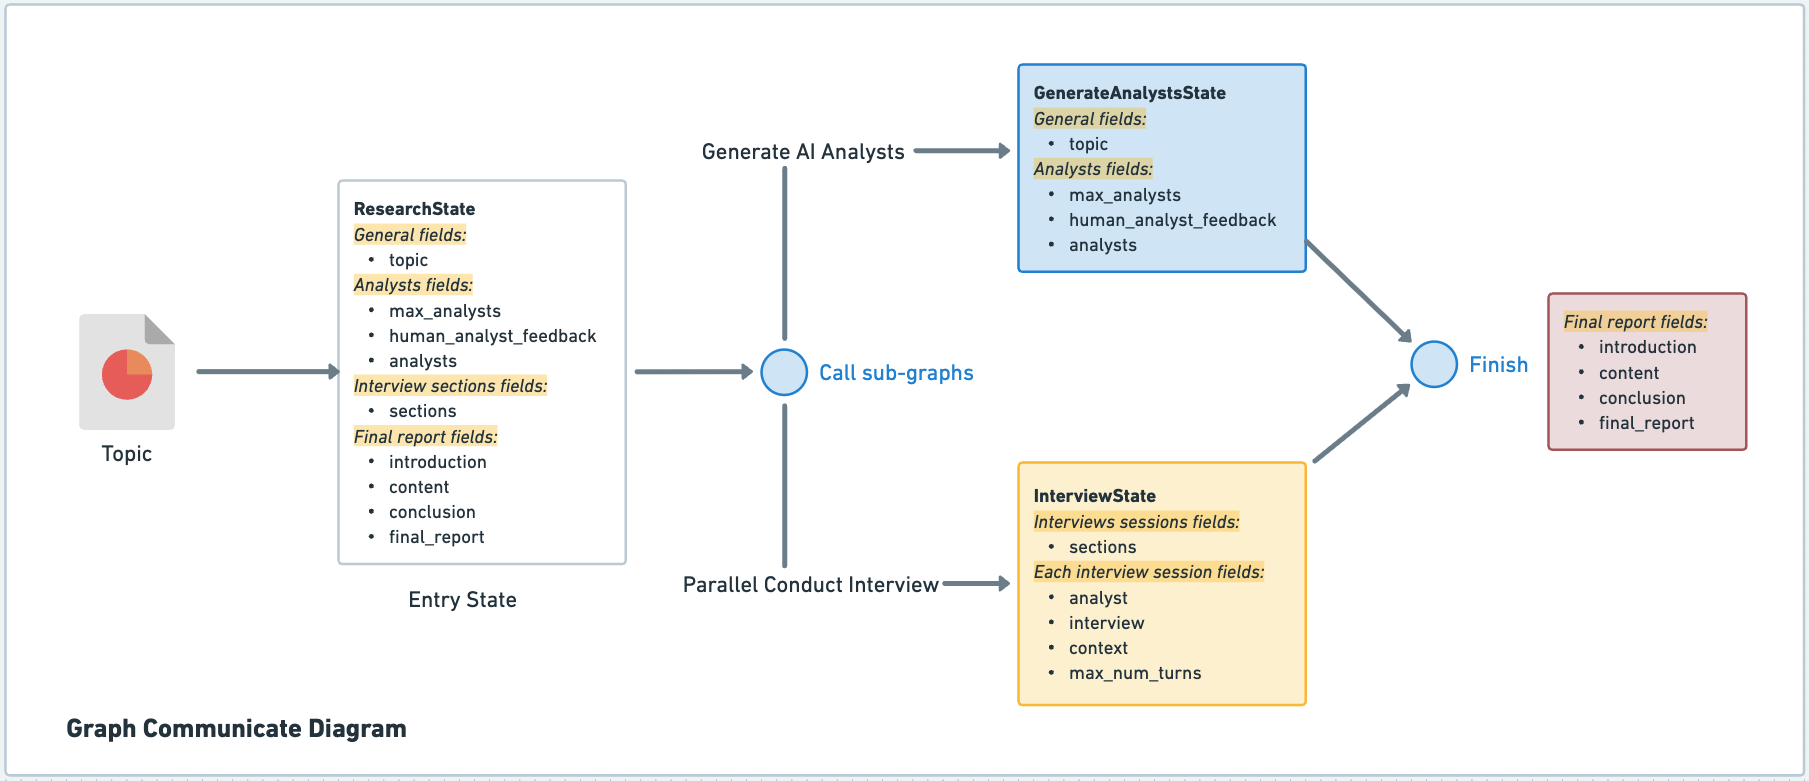 Topic
ResearchState
General fields:
• topic
Analysts fields:
• max_analysts
• human_analyst_feedback
• analysts
Interview sections fields:
• sections
Final report fields:
• introduction
• content
• conclusion
• final_report
Entry State
Call sub-graphs
Generate AI Analysts
GenerateAnalystsState
General fields:
• topic
Analysts fields:
• max_analysts
• human_analyst_feedback
• analysts
Parallel Conduct Interview
InterviewState
Interviews sessions fields:
• sections
Each interview session fields:
• analyst
• interview
• context
• max_num_turns
Finish
Final report fields:
• introduction
• content
• conclusion
• final_report
Graph Communicate Diagram